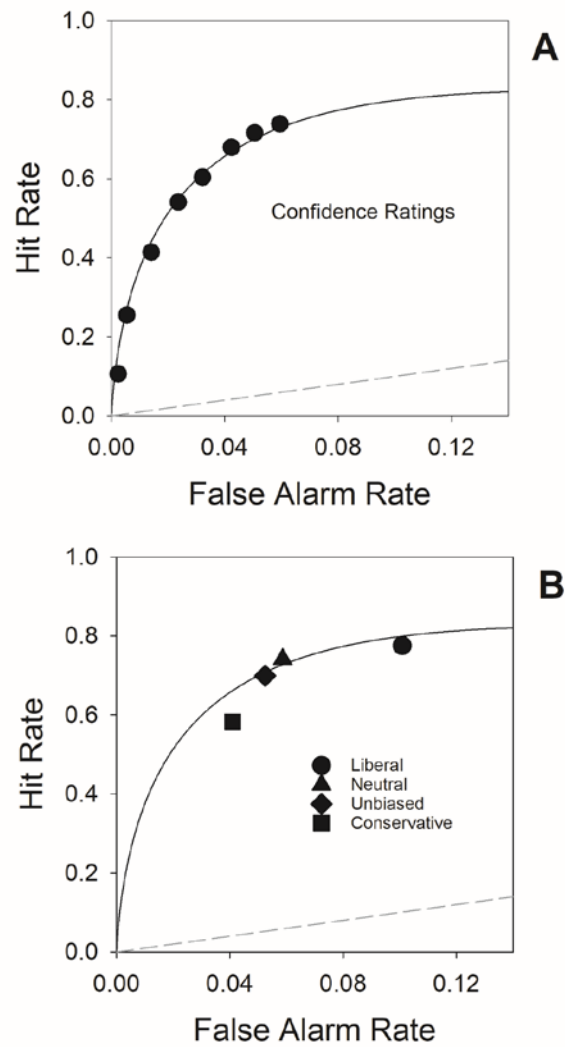 A
1.0
0.8
0.6
0.4
0.2
0.0
Hit Rate
Confidence Ratings
0.00 0.04 0.08 0.12
False Alarm Rate
B
1.0
0.8
0.6
0.4
0.2
0.0
Hit Rate
Liberal
Neutral
Unbiased
Conservative
0.00 0.04 0.08 0.12
False Alarm Rate